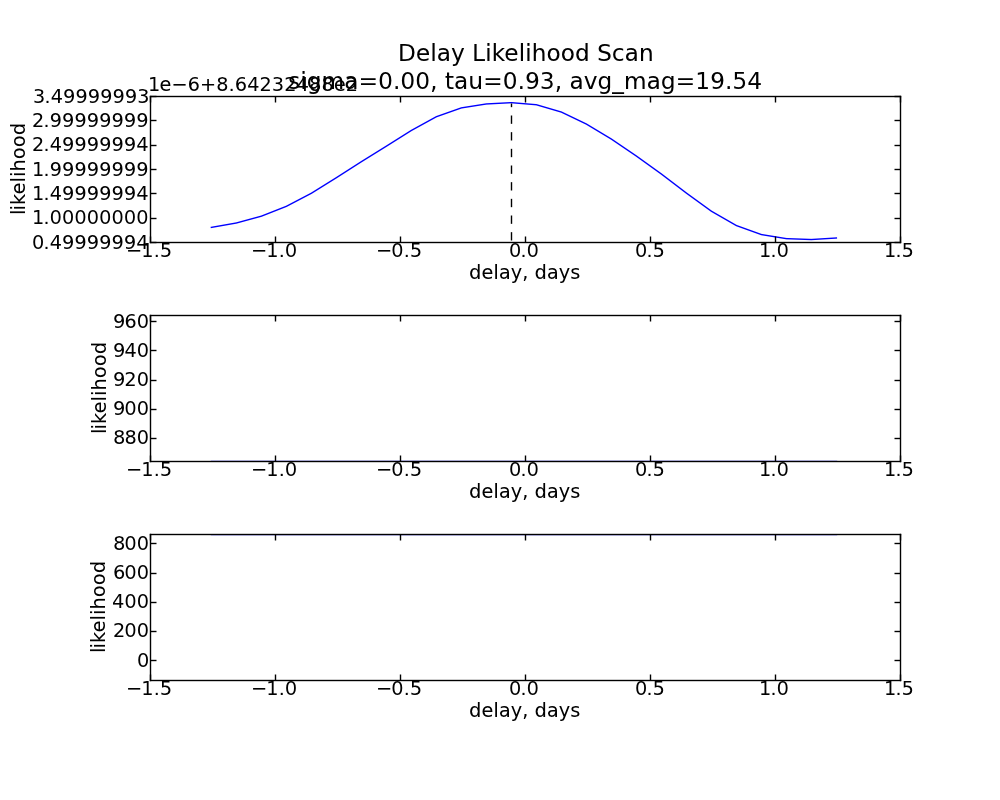 Delay Likelihood Scan
sigma=0.00, tau=0.93, avg_mag=19.54
3.49999993
2.99999999
2.49999994
1.99999999
1.49999994
1.00000000
0.49999994
likelihood
−1.5 −1.0 −0.5 0.0 0.5 1.0 1.5
delay, days
960
940
920
900
880
likelihood
−1.5 −1.0 −0.5 0.0 0.5 1.0 1.5
delay, days
800
600
400
200
0
likelihood
−1.5 −1.0 −0.5 0.0 0.5 1.0 1.5
delay, days